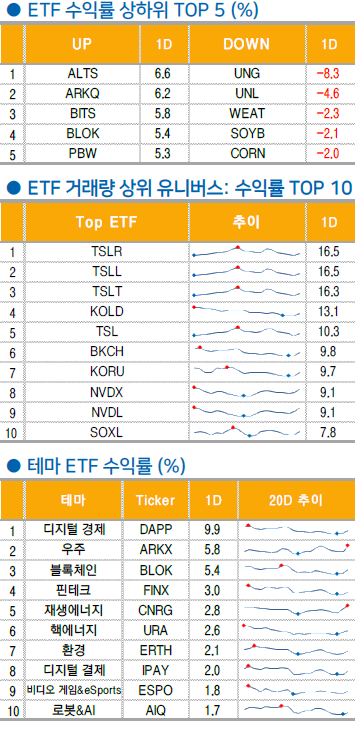 ● ETF 수익률 상하위 TOP 5 (%)
UP 1D DOWN 1D
1 ALTS 6.6 UNG -8.3
2 ARKQ 6.2 UNL -4.6
3 BITS 5.8 WEAT -2.3
4 BLOK 5.4 SOYB -2.1
5 PBW 5.3 CORN -2.0
● ETF 거래량 상위 유니버스: 수익률 TOP 10
Top ETF 추이 1D
1 TSLR 16.5
2 TSLL 16.5
3 TSLT 16.3
4 KOLD 13.1
5 TSL 10.3
6 BKCH 9.8
7 KORU 9.7
8 NVDX 9.1
9 NVDL 9.1
10 SOXL 7.8
● 테마 ETF 수익률 (%)
테마 Ticker 1D 20D 추이
1 디지털 경제 DAPP 9.9
2 우주 ARKX 5.8
3 블록체인 BLOK 5.4
4 핀테크 FINX 3.0
5 재생에너지 CNRG 2.8
6 핵에너지 URA 2.6
7 환경 ERTH 2.1
8 디지털 결제 IPAY 2.0
9 비디오 게임&eSports ESPO 1.8
10 로봇&AI AIQ 1.7